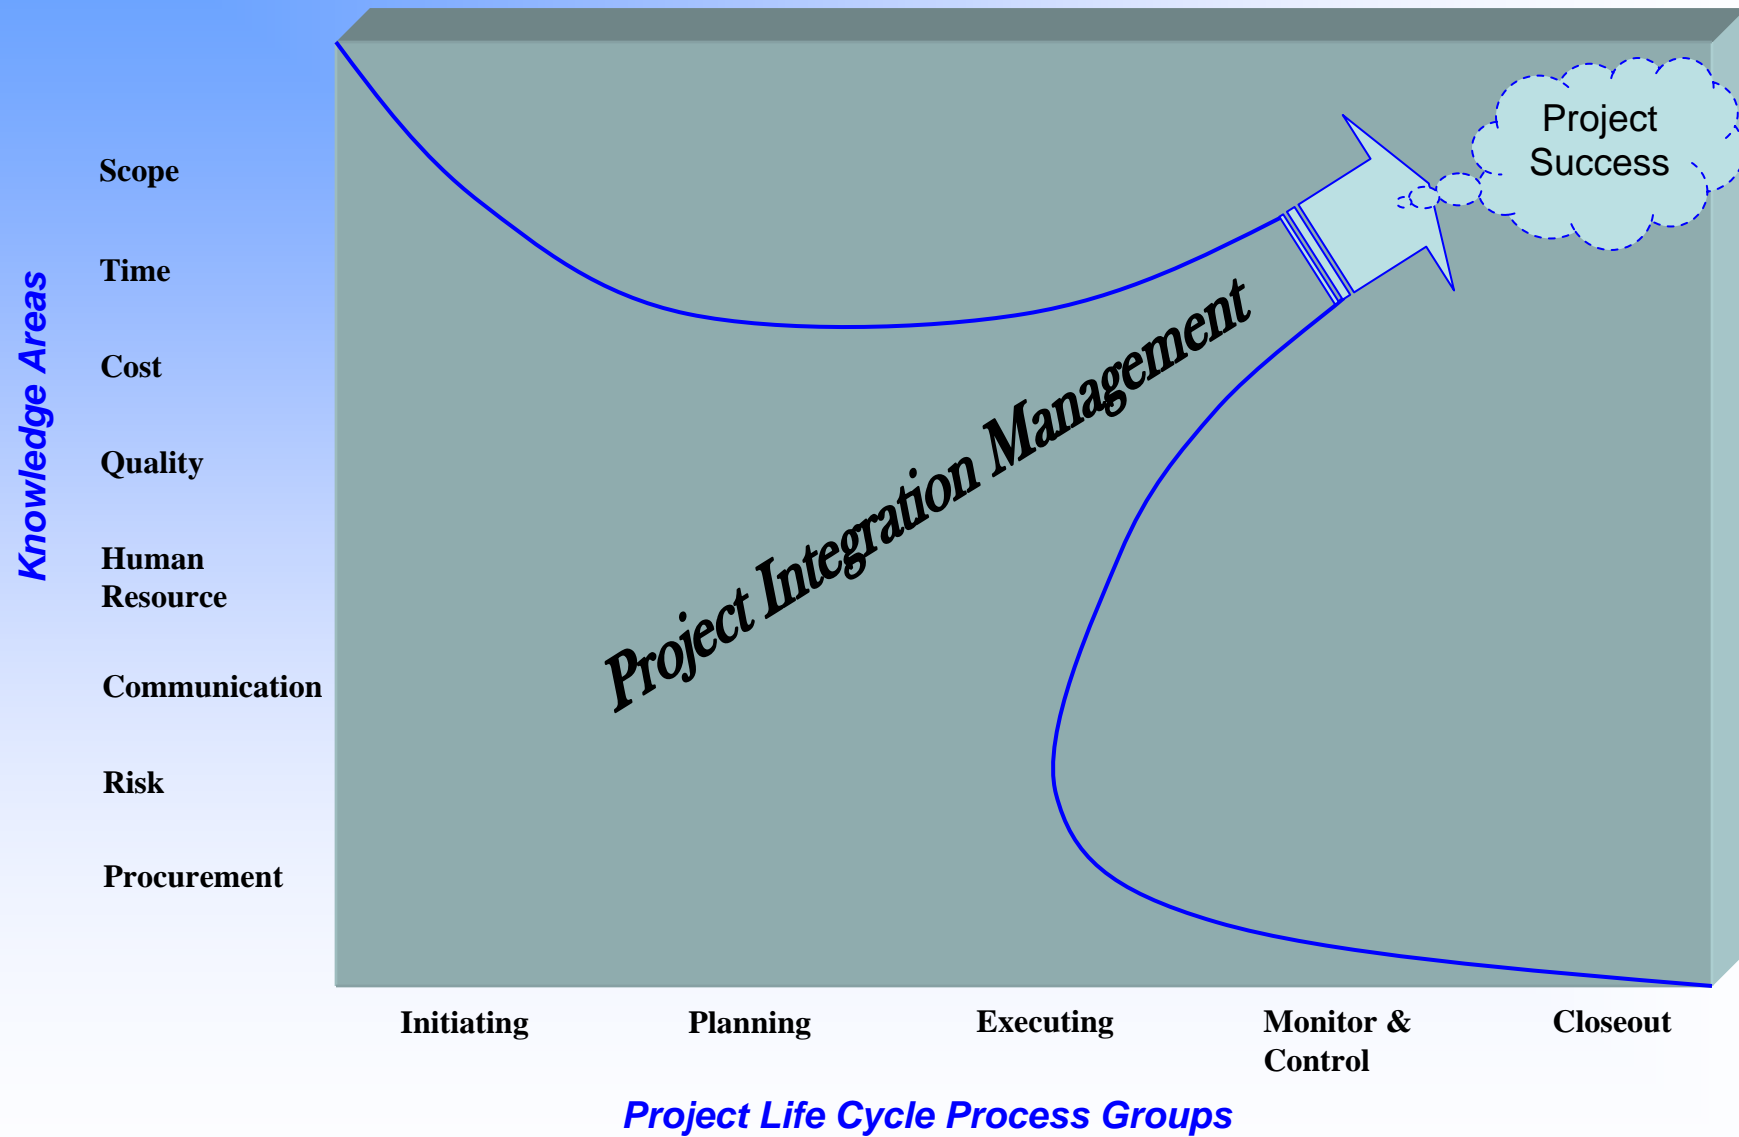 Project
Success
Scope
Time
Cost
Quality
Human
Resource
Communication
Risk
Procurement
Knowledge Areas
Project Integration Management
Initiating
Planning
Executing
Monitor &
Control
Closeout
Project Life Cycle Process Groups